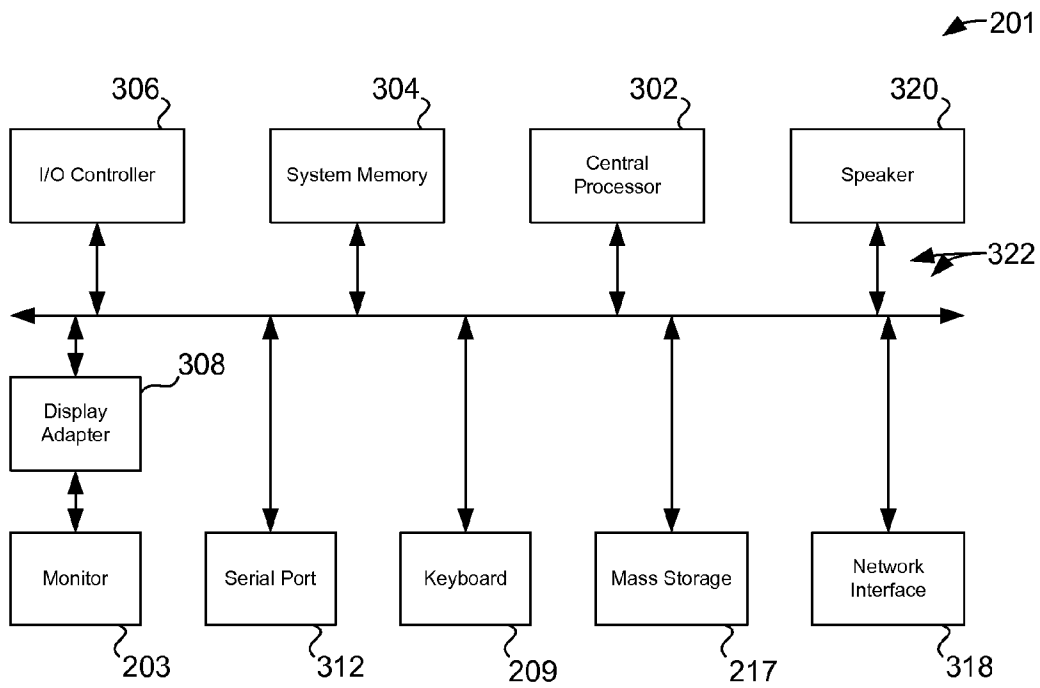 201
306
304
302
320
I/O Controller
System Memory
Central
Processor
Speaker
322
308
Display
Adapter
Monitor
Serial Port
Keyboard
Mass Storage
Network
Interface
203
312
209
217
318